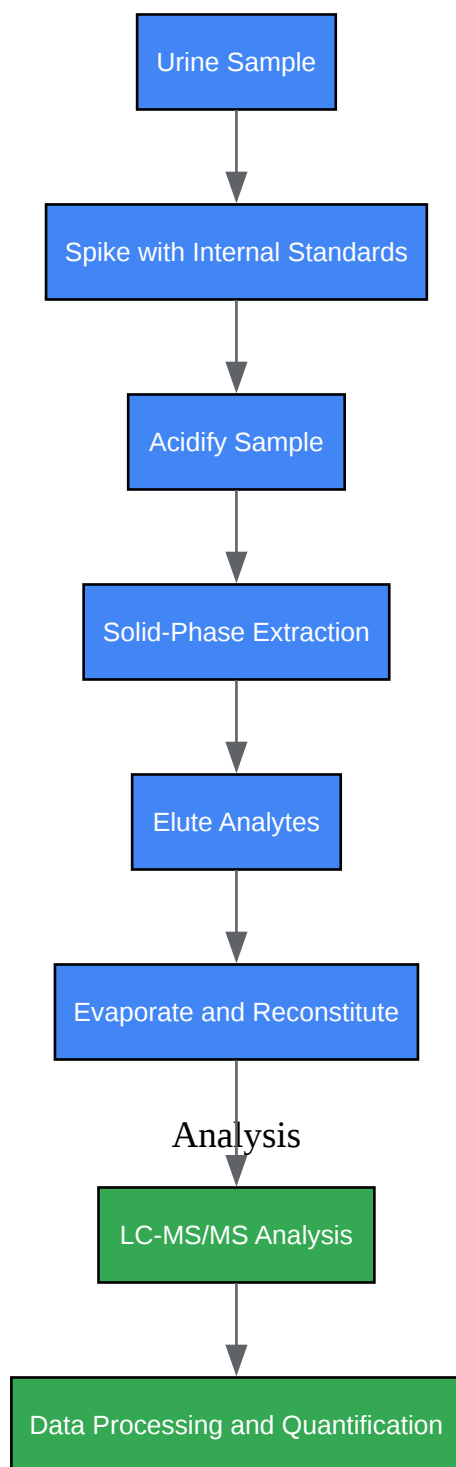 Urine Sample
Spike with Internal Standards
Acidify Sample
Solid-Phase Extraction
Elute Analytes
Evaporate and Reconstitute
Analysis
LC-MS/MS Analysis
Data Processing and Quantification